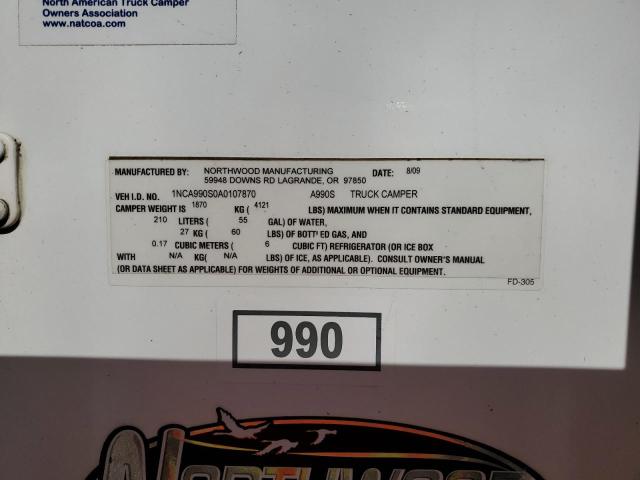 North American Truck Camper
Owners Association
www.natcoa.com
MANUFACTURED BY: NORTHWOOD MANUFACTURING DATE: 8/09
59948 DOWNS RD LAGRANDE, OR 97850
VEH I.D. NO. 1NCA990S0A0107870 A990S TRUCK CAMPER
CAMPER WEIGHT IS 1870 KG ( 4121 LBS) MAXIMUM WHEN IT CONTAINS STANDARD EQUIPMENT,
210 LITERS ( 55 GAL) OF WATER,
27 KG ( 60 LBS) OF BOTT'ED GAS, AND
0.17 CUBIC METERS ( 6 CUBIC FT) REFRIGERATOR (OR ICE BOX
WITH N/A KG( N/A LBS) OF ICE, AS APPLICABLE). CONSULT OWNER'S MANUAL
(OR DATA SHEET AS APPLICABLE) FOR WEIGHTS OF ADDITIONAL OR OPTIONAL EQUIPMENT.
FD-305
990
NORTHWOOD